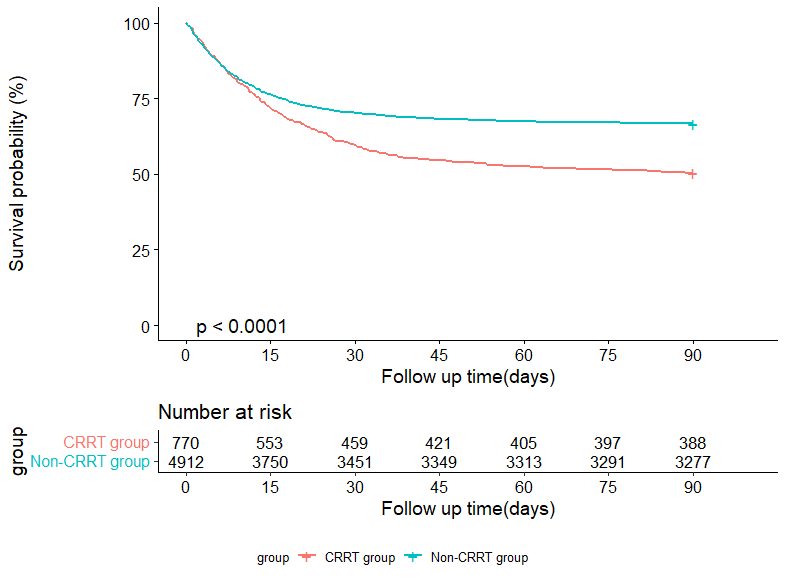 Survival probability (%)
100
75
50
25
0
p < 0.0001
0 15 30 45 60 75 90
Follow up time(days)
Number at risk
group
CRRT group 770 553 459 421 405 397 388
Non-CRRT group 4912 3750 3451 3349 3313 3291 3277
0 15 30 45 60 75 90
Follow up time(days)
group CRRT group Non-CRRT group